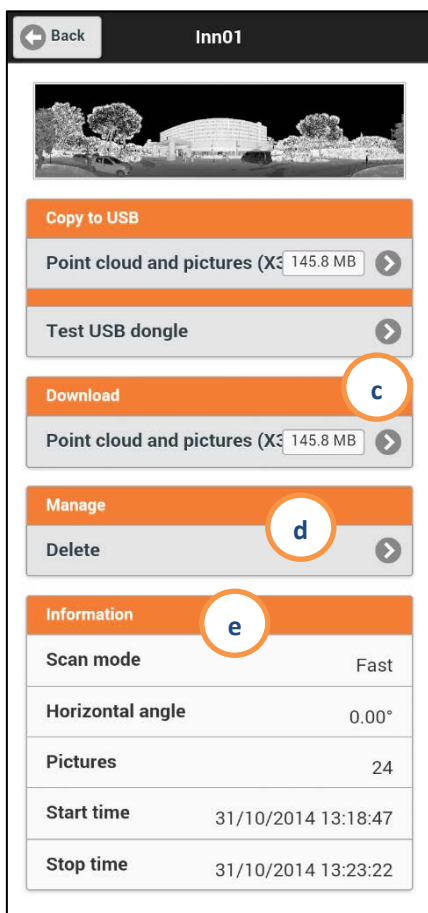 Back
Inn01
Copy to USB
Point cloud and pictures (X3 145.8 MB
Test USB dongle
c
Download
Point cloud and pictures (X3 145.8 MB
Manage
d
Delete
Information
e
Scan mode Fast
Horizontal angle 0.00°
Pictures 24
Start time 31/10/2014 13:18:47
Stop time 31/10/2014 13:23:22